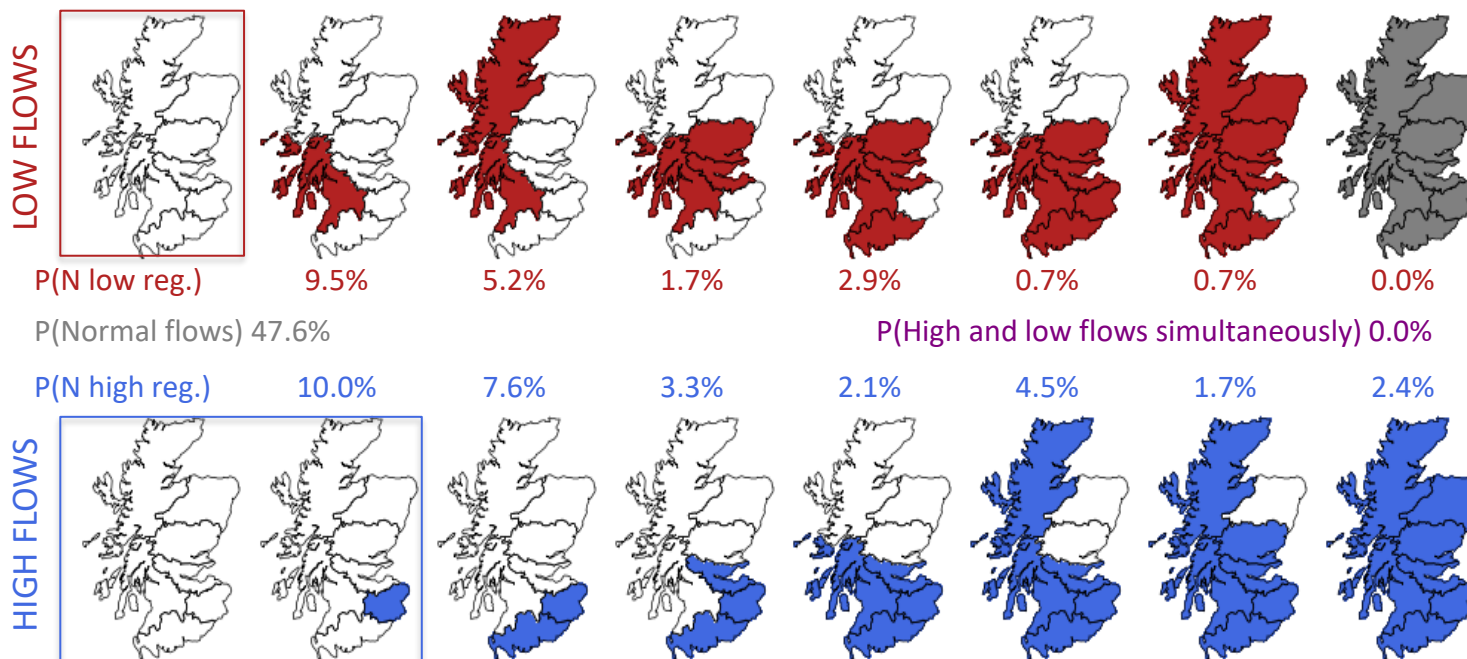 LOW FLOWS
P(N low reg.) 9.5% 5.2% 1.7% 2.9% 0.7% 0.7% 0.0%
P(Normal flows) 47.6% P(High and low flows simultaneously) 0.0%
P(N high reg.) 10.0% 7.6% 3.3% 2.1% 4.5% 1.7% 2.4%
HIGH FLOWS